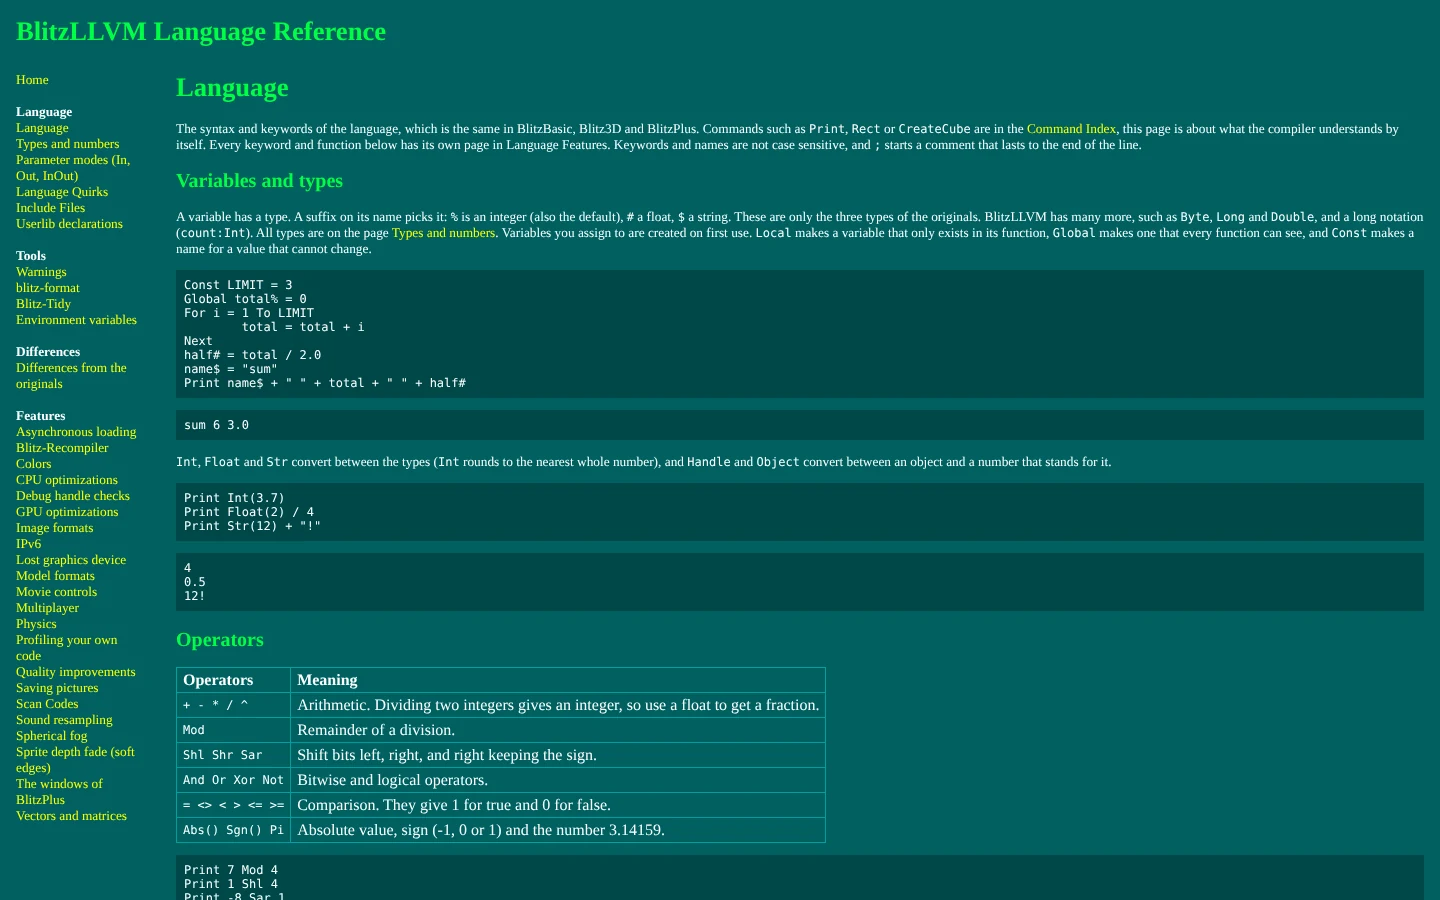 BlitzLLVM Language Reference
Home
Language
Language
Types and numbers
Parameter modes (In,
Out, InOut)
Language Quirks
Include Files
Userlib declarations
Tools
Warnings
blitz-format
Blitz-Tidy
Environment variables
Differences
Differences from the
originals
Features
Asynchronous loading
Blitz-Recompiler
Colors
CPU optimizations
Debug handle checks
GPU optimizations
Image formats
IPv6
Lost graphics device
Model formats
Movie controls
Multiplayer
Physics
Profiling your own
code
Quality improvements
Saving pictures
Scan Codes
Sound resampling
Spherical fog
Sprite depth fade (soft
edges)
The windows of
BlitzPlus
Vectors and matrices
Language
The syntax and keywords of the language, which is the same in BlitzBasic, Blitz3D and BlitzPlus. Commands such as Print, Rect or CreateCube are in the Command Index, this page is about what the compiler understands by
itself. Every keyword and function below has its own page in Language Features. Keywords and names are not case sensitive, and ; starts a comment that lasts to the end of the line.
Variables and types
A variable has a type. A suffix on its name picks it: % is an integer (also the default), # a float, $ a string. These are only the three types of the originals. BlitzLLVM has many more, such as Byte, Long and Double, and a long notation
(count:Int). All types are on the page Types and numbers. Variables you assign to are created on first use. Local makes a variable that only exists in its function, Global makes one that every function can see, and Const makes a
name for a value that cannot change.
Const LIMIT = 3
Global total% = 0
For i = 1 To LIMIT
        total = total + i
Next
half# = total / 2.0
name$ = "sum"
Print name$ + " " + total + " " + half#
sum 6 3.0
Int, Float and Str convert between the types (Int rounds to the nearest whole number), and Handle and Object convert between an object and a number that stands for it.
Print Int(3.7)
Print Float(2) / 4
Print Str(12) + "!"
4
0.5
12!
Operators
Operators Meaning
+ - * / ^ Arithmetic. Dividing two integers gives an integer, so use a float to get a fraction.
Mod Remainder of a division.
Shl Shr Sar Shift bits left, right, and right keeping the sign.
And Or Xor Not Bitwise and logical operators.
= <> < > <= >= Comparison. They give 1 for true and 0 for false.
Abs() Sgn() Pi Absolute value, sign (-1, 0 or 1) and the number 3.14159.
Print 7 Mod 4
Print 1 Shl 4
Print -8 Sar 1